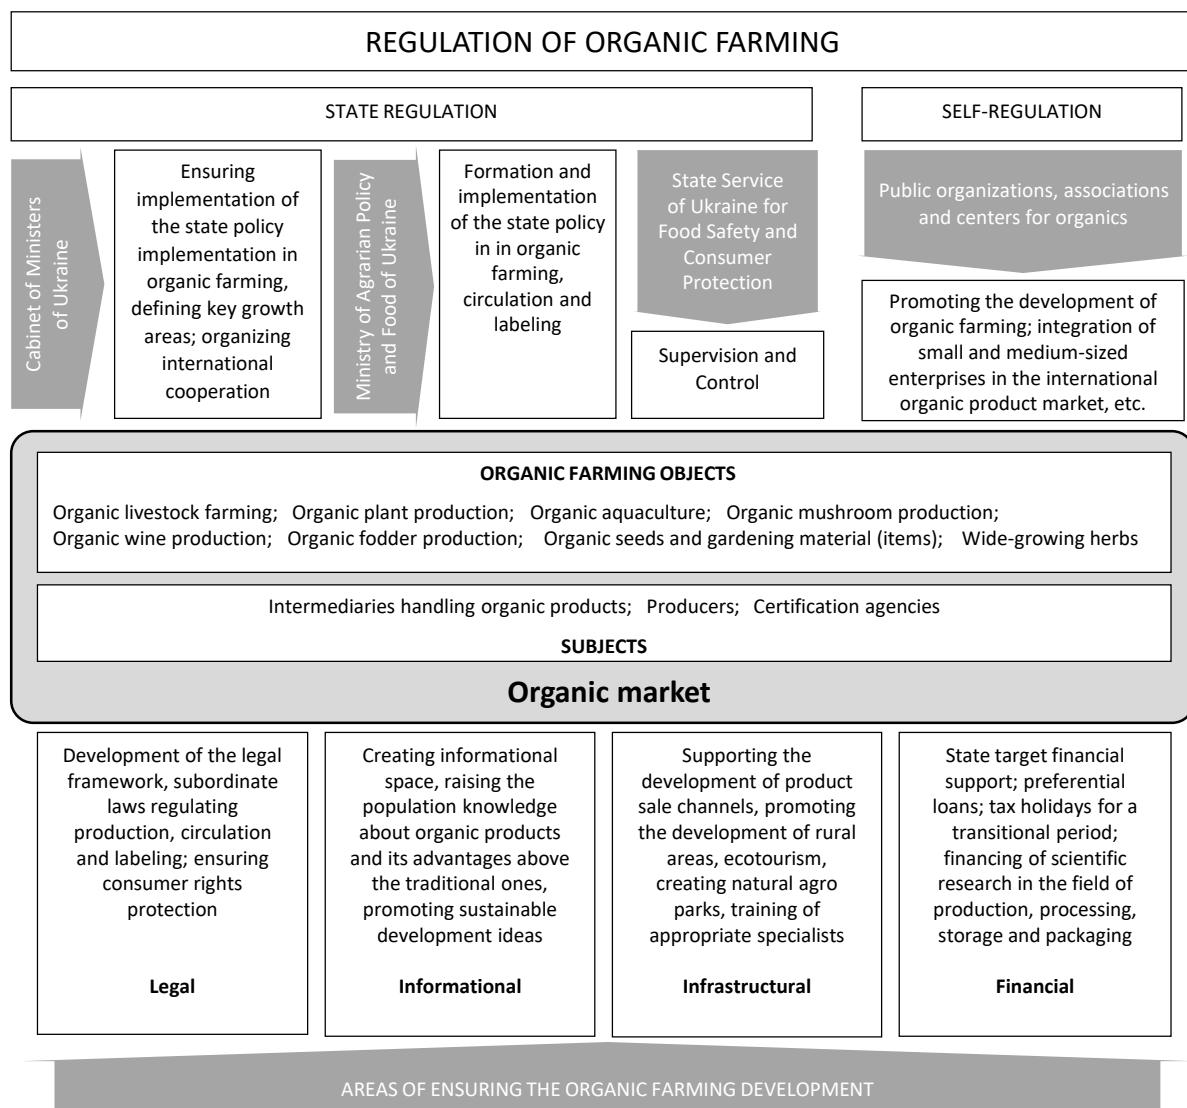 REGULATION OF ORGANIC FARMING
STATE REGULATION
SELF-REGULATION
Cabinet of Ministers
of Ukraine
Ensuring
implementation of
the state policy
implementation in
organic farming,
defining key growth
areas; organizing
international
cooperation
Ministry of Agrarian Policy
and Food of Ukraine
Formation and
implementation
of the state policy
in in organic
farming,
circulation and
labeling
State Service
of Ukraine for
Food Safety and
Consumer
Protection
Supervision and
Control
Public organizations, associations
and centers for organics
Promoting the development of
organic farming; integration of
small and medium-sized
enterprises in the international
organic product market, etc.
ORGANIC FARMING OBJECTS
Organic livestock farming; Organic plant production; Organic aquaculture; Organic mushroom production;
Organic wine production; Organic fodder production; Organic seeds and gardening material (items); Wide-growing herbs
Intermediaries handling organic products; Producers; Certification agencies
SUBJECTS
Organic market
Development of the legal
framework, subordinate
laws regulating
production, circulation
and labeling; ensuring
consumer rights
protection
Legal
Creating informational
space, raising the
population knowledge
about organic products
and its advantages above
the traditional ones,
promoting sustainable
development ideas
Informational
Supporting the
development of product
sale channels, promoting
the development of rural
areas, ecotourism,
creating natural agro
parks, training of
appropriate specialists
Infrastructural
State target financial
support; preferential
loans; tax holidays for a
transitional period;
financing of scientific
research in the field of
production, processing,
storage and packaging
Financial
AREAS OF ENSURING THE ORGANIC FARMING DEVELOPMENT